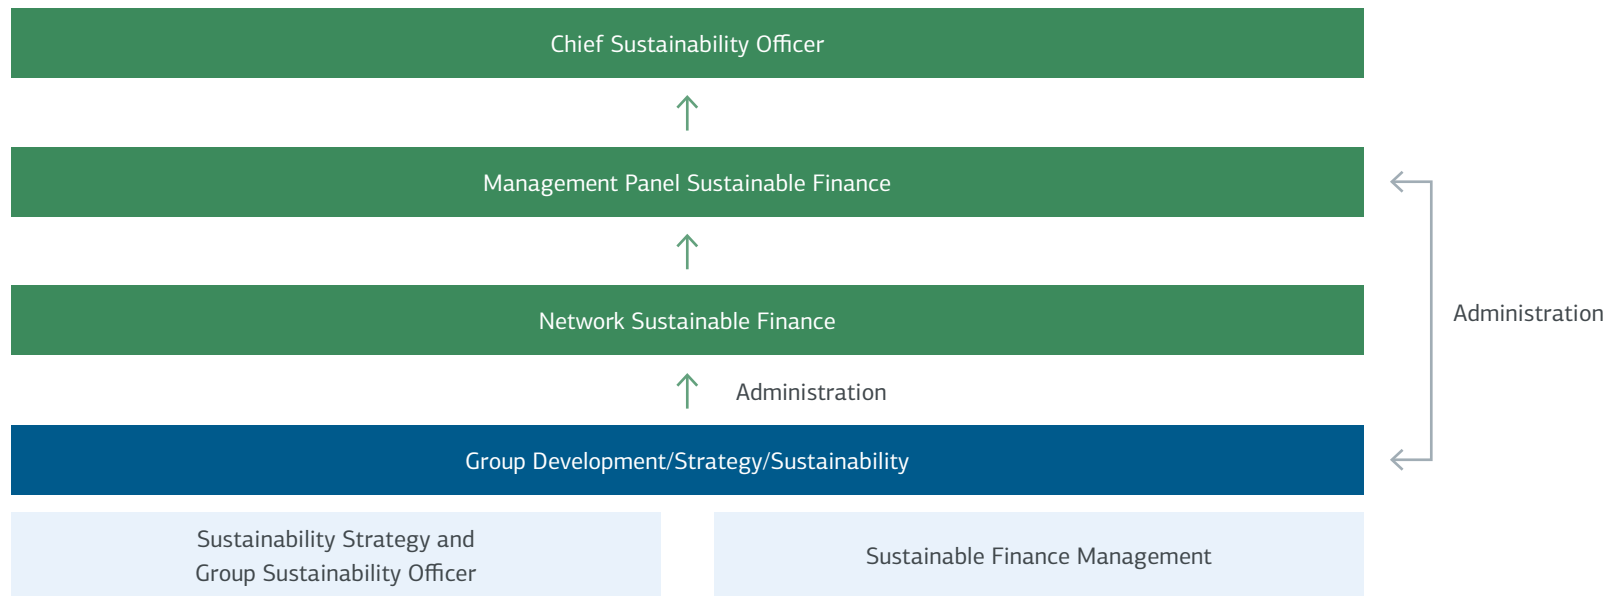 Chief Sustainability Officer
Management Panel Sustainable Finance
Network Sustainable Finance
Administration
Administration
Group Development/Strategy/Sustainability
Sustainability Strategy and
Group Sustainability Officer
Sustainable Finance Management